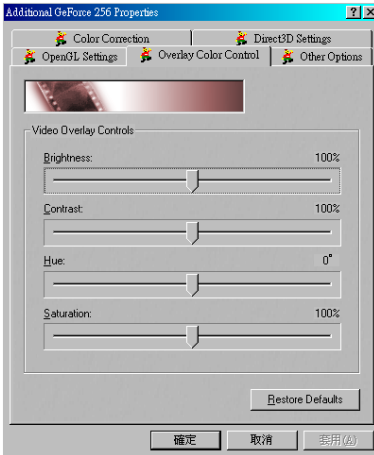 Additional GeForce 256 Properties
Color Correction
Direct3D Settings
OpenGL Settings
Overlay Color Control
Other Options
Video Overlay Controls
Brightness: 100%
Contrast: 100%
Hue: 0°
Saturation: 100%
Restore Defaults
確定 取消 套用(A)